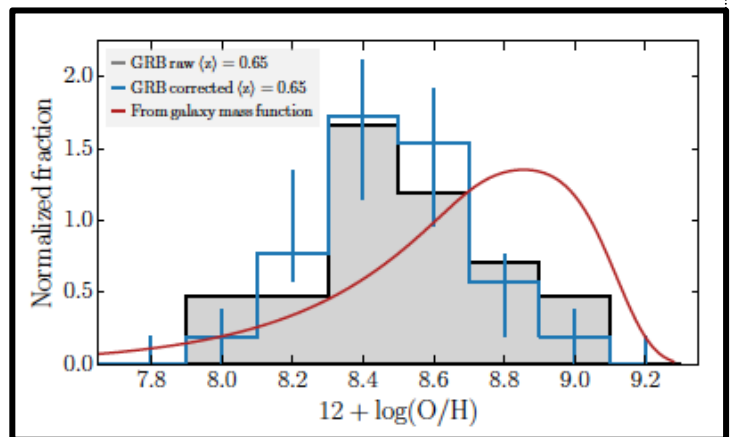 GRB raw ⟨z⟩ = 0.65
GRB corrected ⟨z⟩ = 0.65
From galaxy mass function
Normalized fraction
2.0
1.5
1.0
0.5
0.0
7.8 8.0 8.2 8.4 8.6 8.8 9.0 9.2
12 + log(O/H)